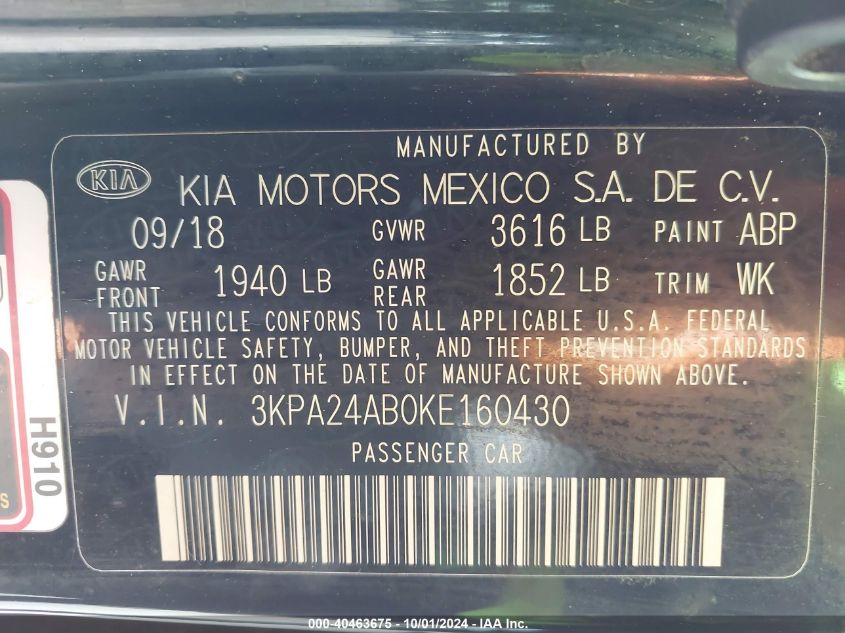 MANUFACTURED BY
KIA
KIA MOTORS MEXICO S.A. DE C.V.
09/18 GVWR 3616 LB PAINT ABP
GAWR FRONT 1940 LB GAWR REAR 1852 LB TRIM WK
THIS VEHICLE CONFORMS TO ALL APPLICABLE U.S.A. FEDERAL
MOTOR VEHICLE SAFETY, BUMPER, AND THEFT PREVENTION STANDARDS
IN EFFECT ON THE DATE OF MANUFACTURE SHOWN ABOVE.
V.I.N. 3KPA24AB0KE160430
PASSENGER CAR
H910
000-40463675 - 10/01/2024 - IAA Inc.